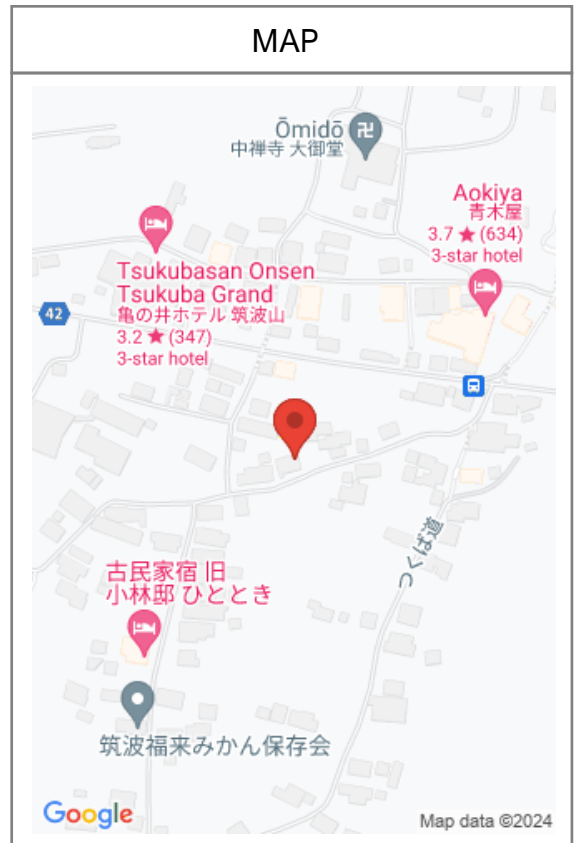 MAP
Ōmidō
中禅寺 大御堂
卍
Aokiya
青木屋
3.7 ★ (634)
3-star hotel
Tsukubasan Onsen
Tsukuba Grand
亀の井ホテル 筑波山
3.2 ★ (347)
3-star hotel
42
つくば道
古民家宿 旧
小林邸 ひととき
筑波福来みかん保存会
Google
Map data ©2024